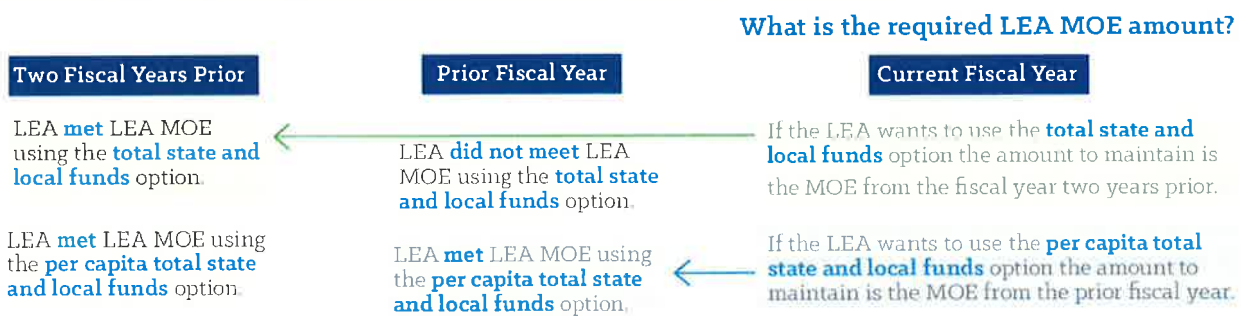 What is the required LEA MOE amount?
Two Fiscal Years Prior
Prior Fiscal Year
Current Fiscal Year
LEA met LEA MOE
using the total state and
local funds option.
LEA did not meet LEA
MOE using the total state
and local funds option.
If the LEA wants to use the total state and
local funds option the amount to maintain is
the MOE from the fiscal year two years prior.
LEA met LEA MOE using
the per capita total state
and local funds option.
LEA met LEA MOE using
the per capita total state
and local funds option.
If the LEA wants to use the per capita total
state and local funds option the amount to
maintain is the MOE from the prior fiscal year.